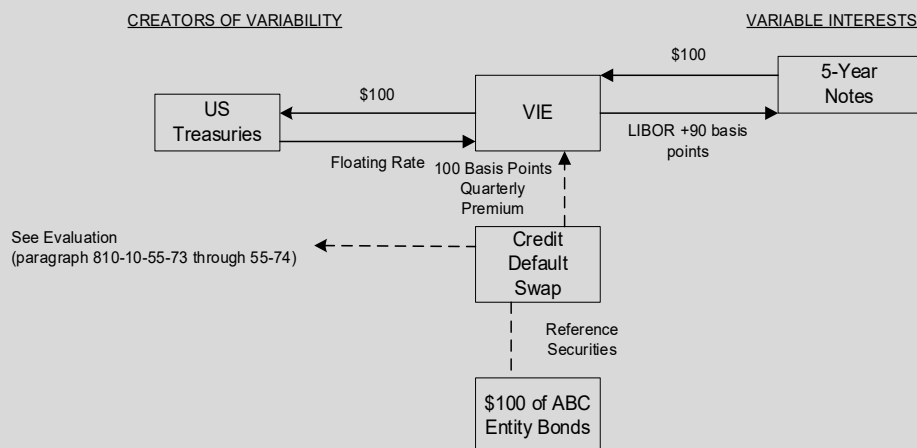 CREATORS OF VARIABILITY
VARIABLE INTERESTS
$100
5-Year
Notes
$100
US
Treasuries
VIE
LIBOR +90 basis
points
Floating Rate
100 Basis Points
Quarterly
Premium
See Evaluation
(paragraph 810-10-55-73 through 55-74)
Credit
Default
Swap
Reference
Securities
$100 of ABC
Entity Bonds